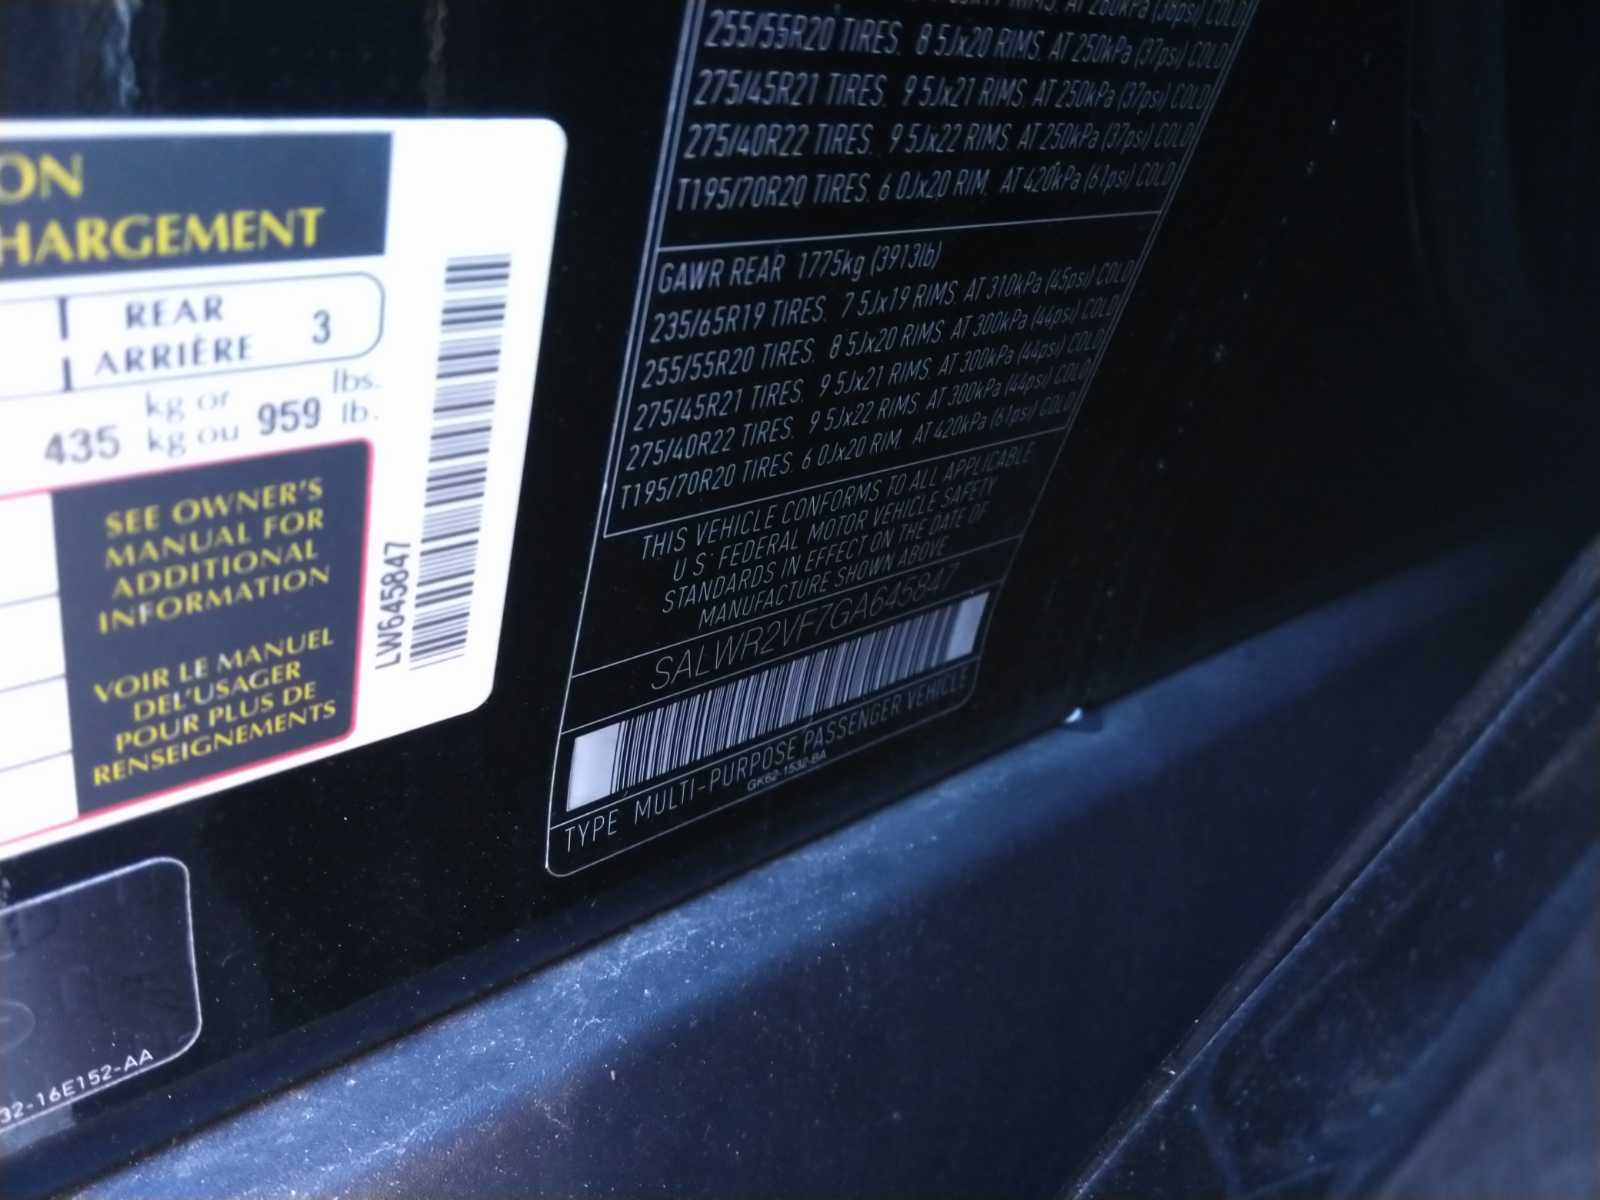 ON
HARGEMENT
REAR
ARRIÈRE 3
kg or lbs.
435 kg ou 959 lb.
SEE OWNER'S
MANUAL FOR
ADDITIONAL
INFORMATION
VOIR LE MANUEL
DEL'USAGER
POUR PLUS DE
RENSEIGNEMENTS
LW645847
32-16E152-AA
RIMS. AT 260kPa (38psi) COLD
255/55R20 TIRES. 8 5Jx20 RIMS. AT 250kPa (37psi) COLD
275/45R21 TIRES. 9 5Jx21 RIMS. AT 250kPa (37psi) COLD
275/40R22 TIRES. 9 5Jx22 RIMS. AT 250kPa (37psi) COLD
T195/70R20 TIRES. 6 0Jx20 RIM. AT 420kPa (61psi) COLD
GAWR REAR 1775kg (3913lb)
235/65R19 TIRES. 7 5Jx19 RIMS. AT 310kPa (45psi) COLD
255/55R20 TIRES. 8 5Jx20 RIMS. AT 300kPa (44psi) COLD
275/45R21 TIRES. 9 5Jx21 RIMS. AT 300kPa (44psi) COLD
275/40R22 TIRES. 9 5Jx22 RIMS. AT 300kPa (44psi) COLD
T195/70R20 TIRES. 6 0Jx20 RIM. AT 420kPa (61psi) COLD
THIS VEHICLE CONFORMS TO ALL APPLICABLE
U S FEDERAL MOTOR VEHICLE SAFETY
STANDARDS IN EFFECT ON THE DATE OF
MANUFACTURE SHOWN ABOVE
SALWR2VF7GA645847
TYPE MULTI-PURPOSE PASSENGER VEHICLE
GK62-1532-BA